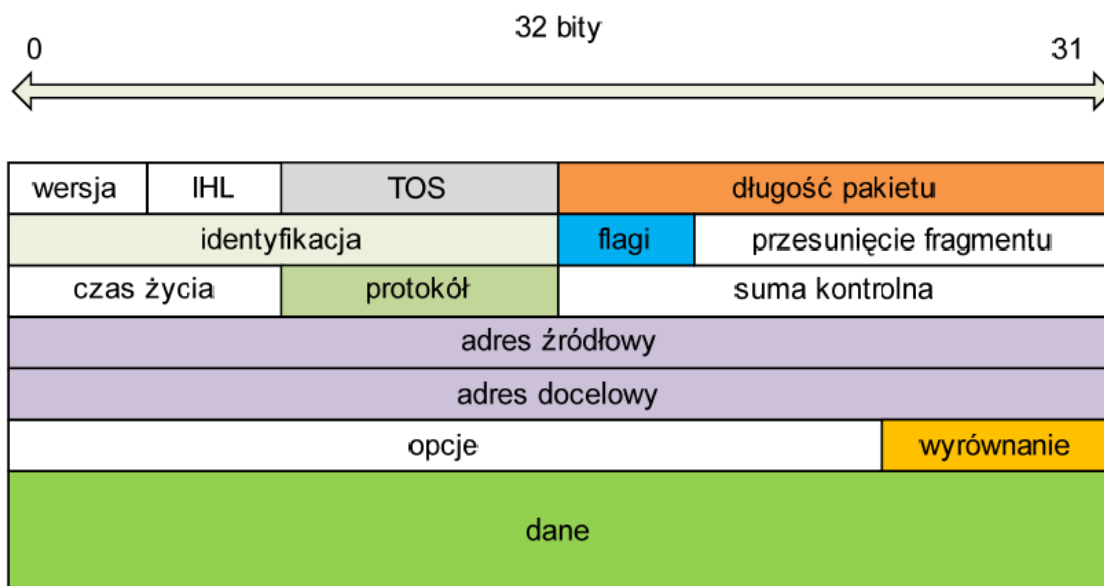 32 bity
0 31
wersja IHL TOS długość pakietu
identyfikacja flagi przesunięcie fragmentu
czas życia protokół suma kontrolna
adres źródłowy
adres docelowy
opcje wyrównanie
dane